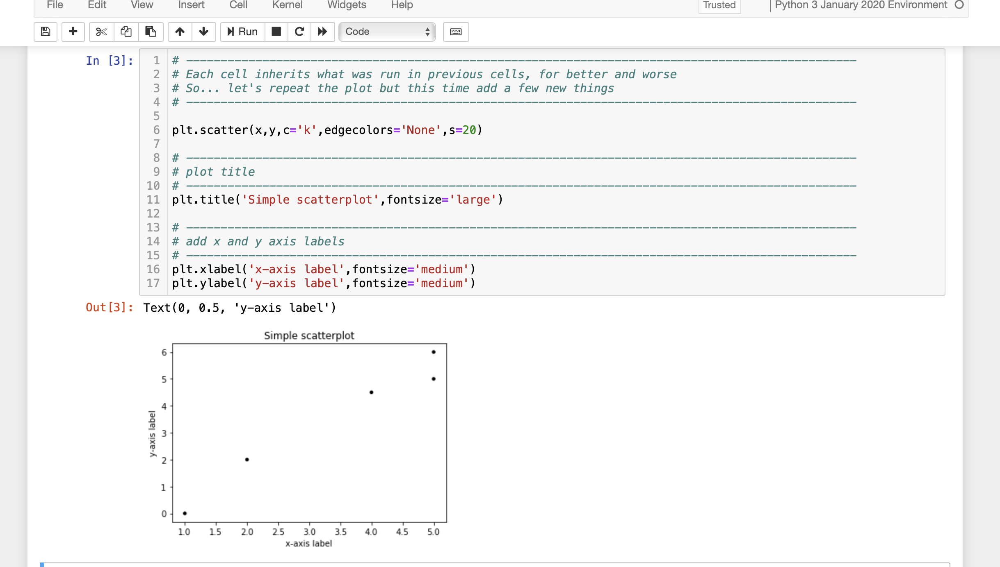 File Edit View Insert Cell Kernel Widgets Help Trusted Python 3 January 2020 Environment
Run Code
In [3]:
1 # -------------------------------------------------------------------------------------------------
2 # Each cell inherits what was run in previous cells, for better and worse
3 # So... let's repeat the plot but this time add a few new things
4 # -------------------------------------------------------------------------------------------------
5
6 plt.scatter(x,y,c='k',edgecolors='None',s=20)
7
8 # -------------------------------------------------------------------------------------------------
9 # plot title
10 # -------------------------------------------------------------------------------------------------
11 plt.title('Simple scatterplot',fontsize='large')
12
13 # -------------------------------------------------------------------------------------------------
14 # add x and y axis labels
15 # -------------------------------------------------------------------------------------------------
16 plt.xlabel('x-axis label',fontsize='medium')
17 plt.ylabel('y-axis label',fontsize='medium')
Out[3]: Text(0, 0.5, 'y-axis label')
Simple scatterplot
6
5
4
3
2
1
0
y-axis label
1.0 1.5 2.0 2.5 3.0 3.5 4.0 4.5 5.0
x-axis label